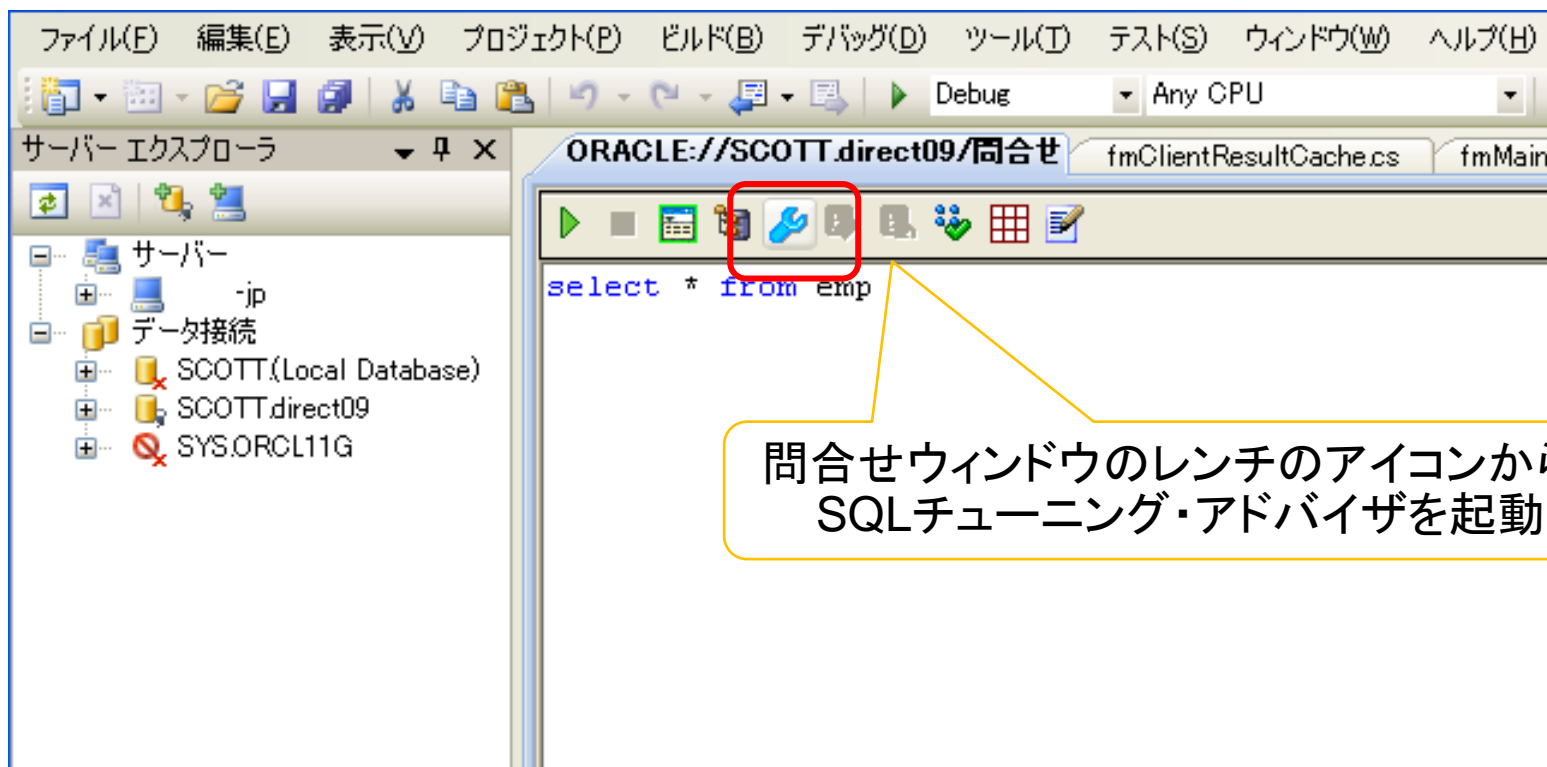 ファイル(F) 編集(E) 表示(V) プロジェクト(P) ビルド(B) デバッグ(D) ツール(T) テスト(S) ウィンドウ(W) ヘルプ(H)
Debug Any CPU
サーバー エクスプローラ
ORACLE://SCOTT.direct09/問合せ fmClientResultCache.cs fmMain
サーバー
-jp
データ接続
SCOTT.(Local Database)
SCOTT.direct09
SYS.ORCL11G
select * from emp
問合せウィンドウのレンチのアイコンから
SQLチューニング・アドバイザを起動